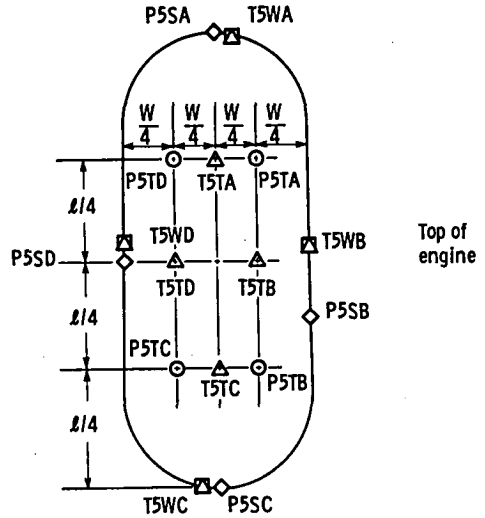 P5SA T5WA
W/4 W/4 W/4 W/4
P5TD T5TA P5TA
ℓ/4
T5WD
P5SD T5WB
T5TD T5TB
Top of
engine
P5SB
ℓ/4
P5TC
T5TC P5TB
ℓ/4
T5WC P5SC